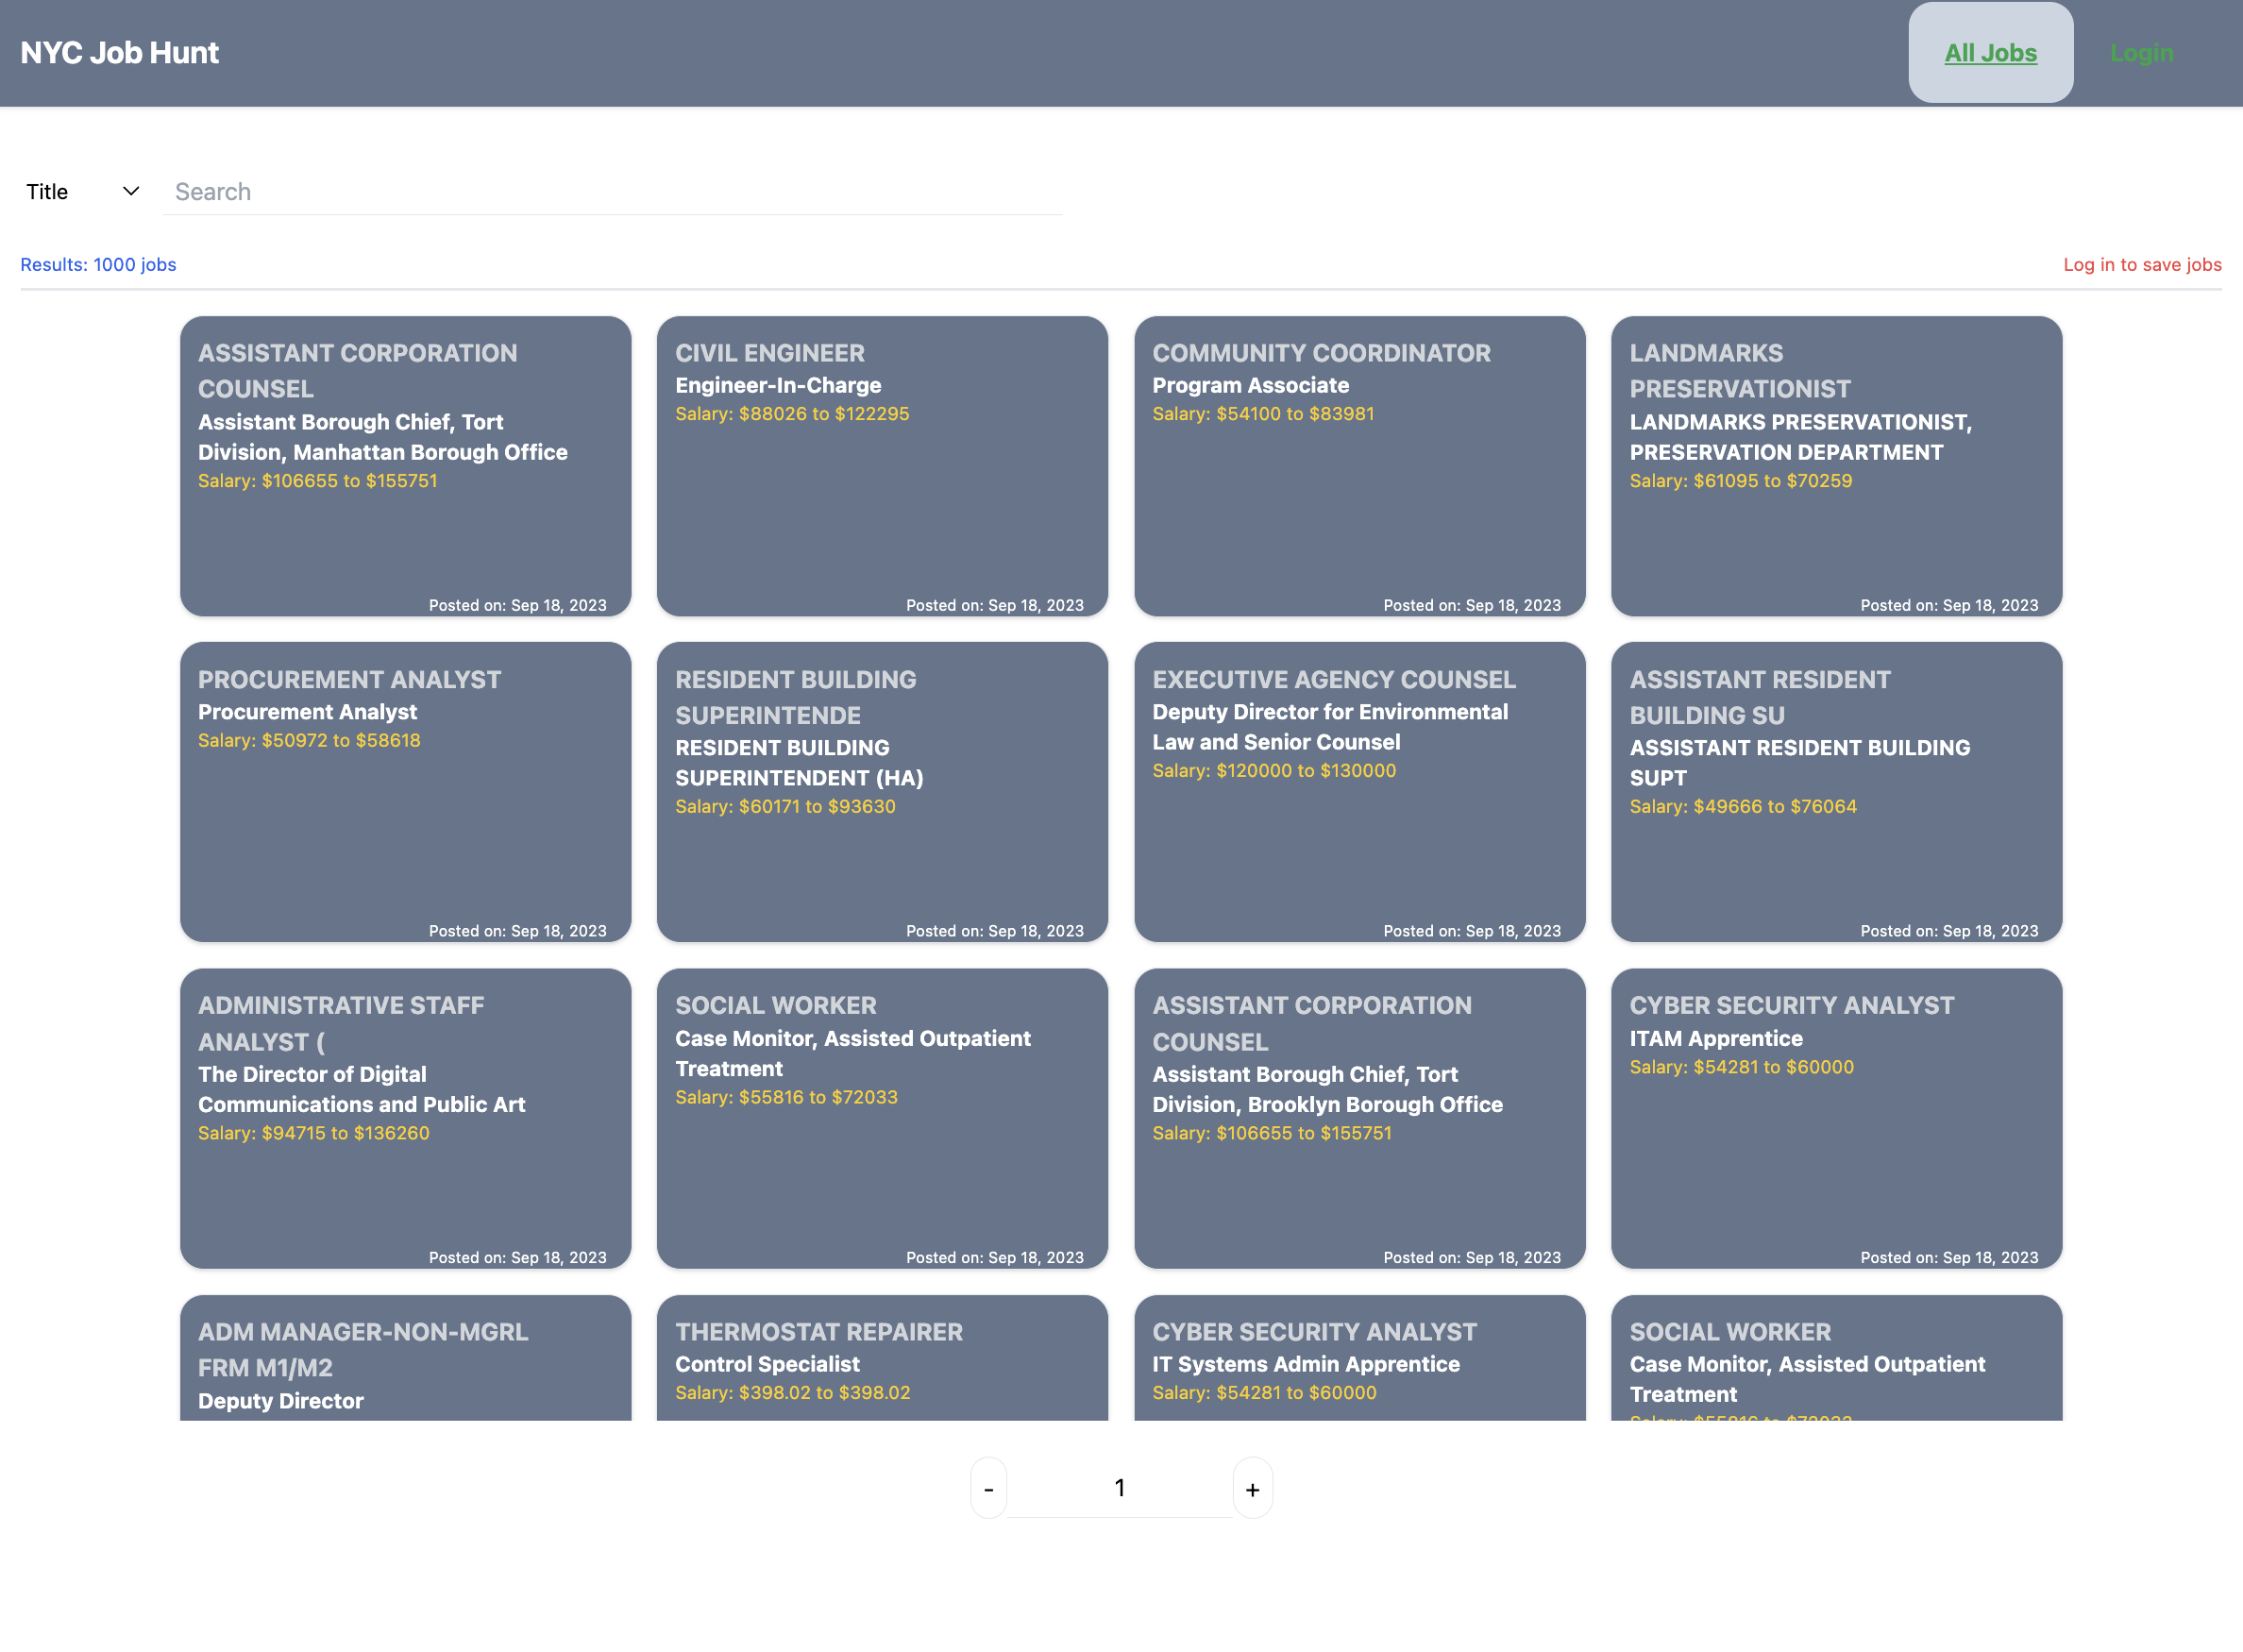 NYC Job Hunt
All Jobs
Login
Title
Search
Results: 1000 jobs
Log in to save jobs
ASSISTANT CORPORATION
COUNSEL
Assistant Borough Chief, Tort
Division, Manhattan Borough Office
Salary: $106655 to $155751
Posted on: Sep 18, 2023
CIVIL ENGINEER
Engineer-In-Charge
Salary: $88026 to $122295
Posted on: Sep 18, 2023
COMMUNITY COORDINATOR
Program Associate
Salary: $54100 to $83981
Posted on: Sep 18, 2023
LANDMARKS
PRESERVATIONIST
LANDMARKS PRESERVATIONIST,
PRESERVATION DEPARTMENT
Salary: $61095 to $70259
Posted on: Sep 18, 2023
PROCUREMENT ANALYST
Procurement Analyst
Salary: $50972 to $58618
Posted on: Sep 18, 2023
RESIDENT BUILDING
SUPERINTENDE
RESIDENT BUILDING
SUPERINTENDENT (HA)
Salary: $60171 to $93630
Posted on: Sep 18, 2023
EXECUTIVE AGENCY COUNSEL
Deputy Director for Environmental
Law and Senior Counsel
Salary: $120000 to $130000
Posted on: Sep 18, 2023
ASSISTANT RESIDENT
BUILDING SU
ASSISTANT RESIDENT BUILDING
SUPT
Salary: $49666 to $76064
Posted on: Sep 18, 2023
ADMINISTRATIVE STAFF
ANALYST (
The Director of Digital
Communications and Public Art
Salary: $94715 to $136260
Posted on: Sep 18, 2023
SOCIAL WORKER
Case Monitor, Assisted Outpatient
Treatment
Salary: $55816 to $72033
Posted on: Sep 18, 2023
ASSISTANT CORPORATION
COUNSEL
Assistant Borough Chief, Tort
Division, Brooklyn Borough Office
Salary: $106655 to $155751
Posted on: Sep 18, 2023
CYBER SECURITY ANALYST
ITAM Apprentice
Salary: $54281 to $60000
Posted on: Sep 18, 2023
ADM MANAGER-NON-MGRL
FRM M1/M2
Deputy Director
THERMOSTAT REPAIRER
Control Specialist
Salary: $398.02 to $398.02
CYBER SECURITY ANALYST
IT Systems Admin Apprentice
Salary: $54281 to $60000
SOCIAL WORKER
Case Monitor, Assisted Outpatient
Treatment
Salary: $55816 to $72033
- 1 +